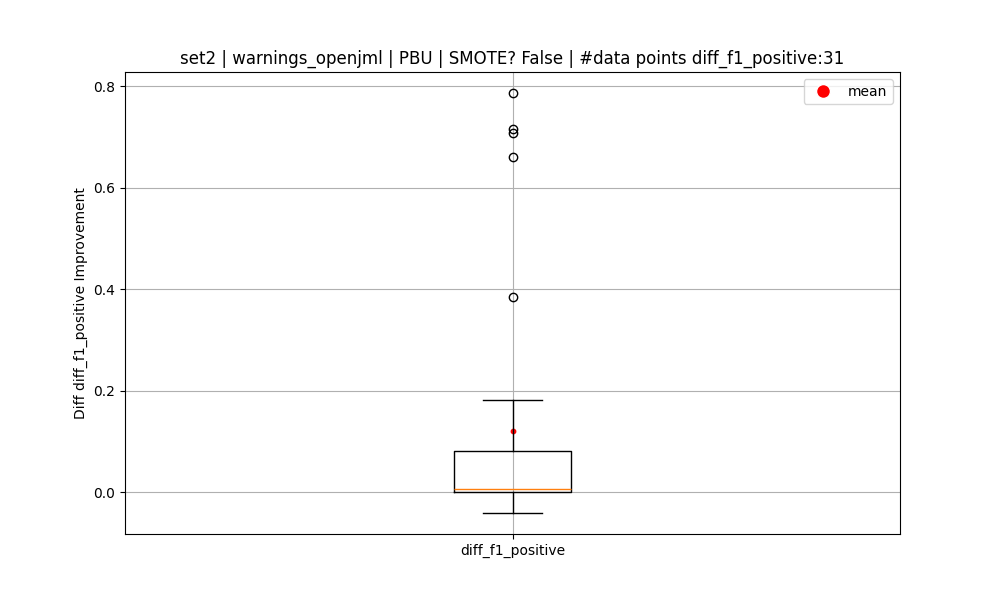 set2 | warnings_openjml | PBU | SMOTE? False | #data points diff_f1_positive:31
mean
0.8
0.6
0.4
0.2
0.0
Diff diff_f1_positive Improvement
diff_f1_positive